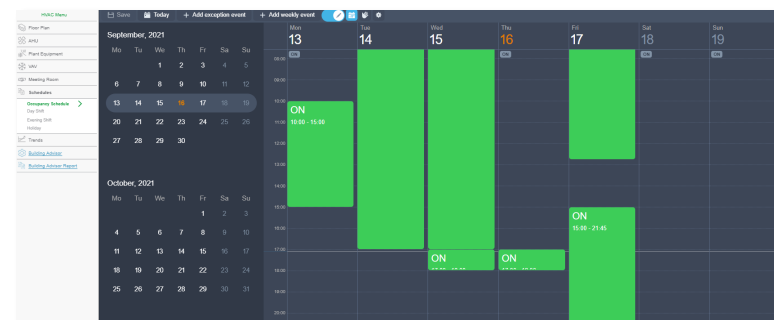 HVAC Menu
Floor Plan
AHU
Plant Equipment
VAV
Meeting Room
Schedules
Occupancy Schedule
Day Shift
Evening Shift
Holiday
Trends
Building Advisor
Building Advisor Report
Save Today + Add exception event + Add weekly event
September, 2021
Mo Tu We Th Fr Sa Su
1 2 3 4 5
6 7 8 9 10 11 12
13 14 15 16 17 18 19
20 21 22 23 24 25 26
27 28 29 30
October, 2021
Mo Tu We Th Fr Sa Su
1 2 3
4 5 6 7 8 9 10
11 12 13 14 15 16 17
18 19 20 21 22 23 24
25 26 27 28 29 30 31
Mon Tue Wed Thu Fri Sat Sun
13 14 15 16 17 18 19
ON ON ON ON
08:00
09:00
10:00
ON
11:00 10:00 - 15:00
12:00
13:00
14:00
15:00
ON
16:00 15:00 - 21:45
17:00
ON ON
18:00
19:00
20:00